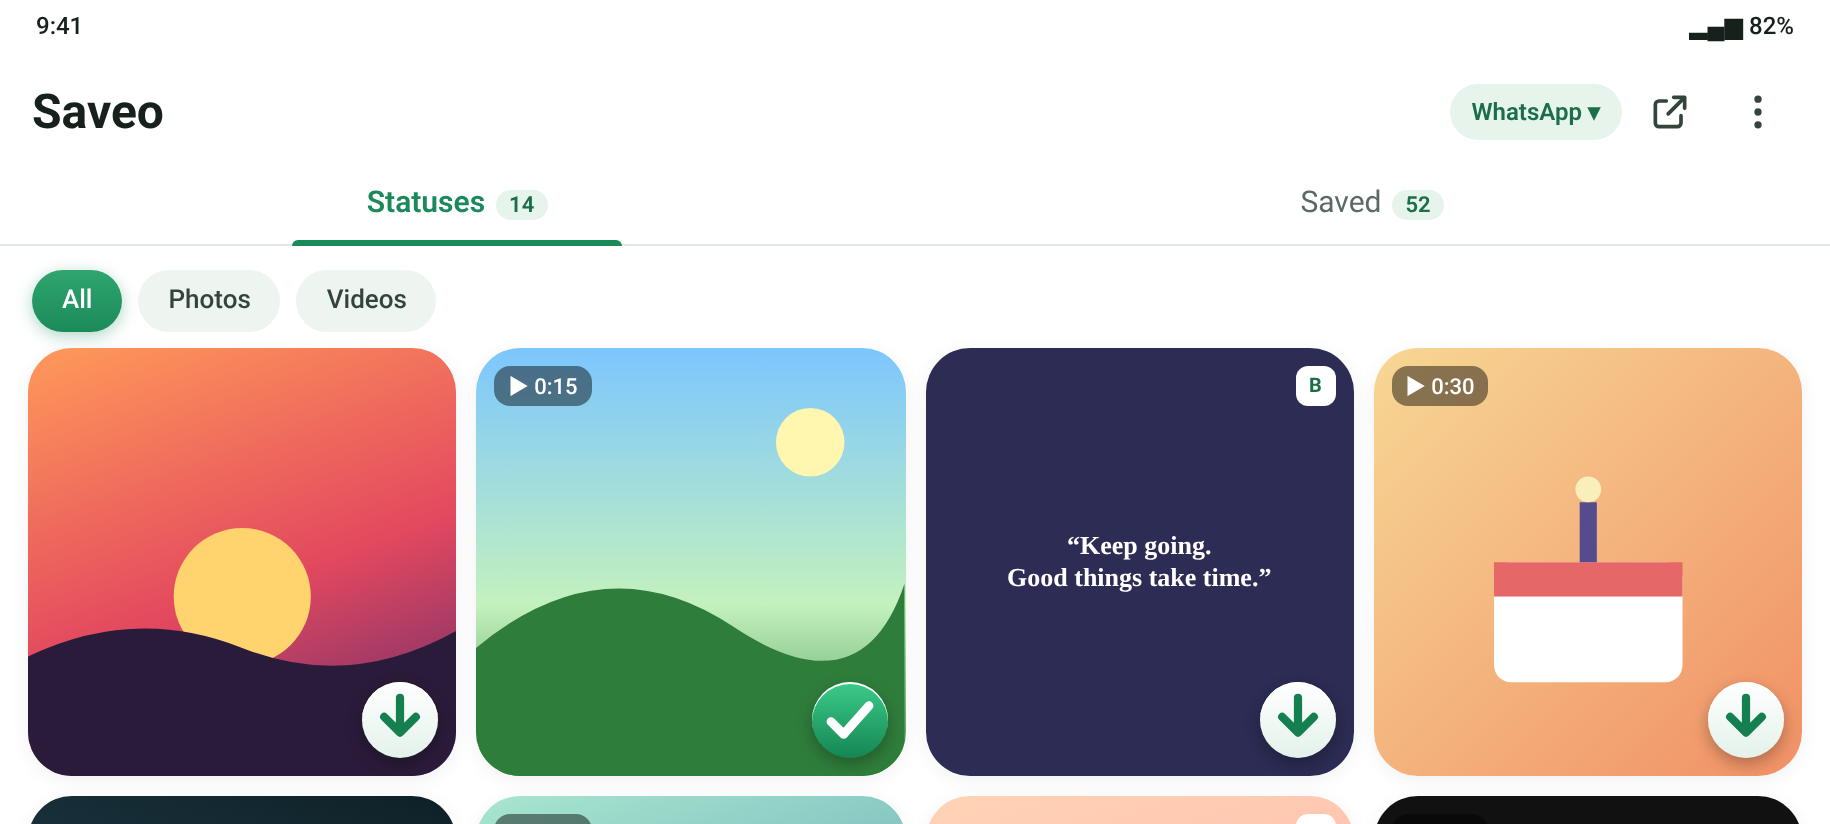 9:41
82%
Saveo
WhatsApp ▾
Statuses 14
Saved 52
All
Photos
Videos
0:15
B
0:30
“Keep going.
Good things take time.”